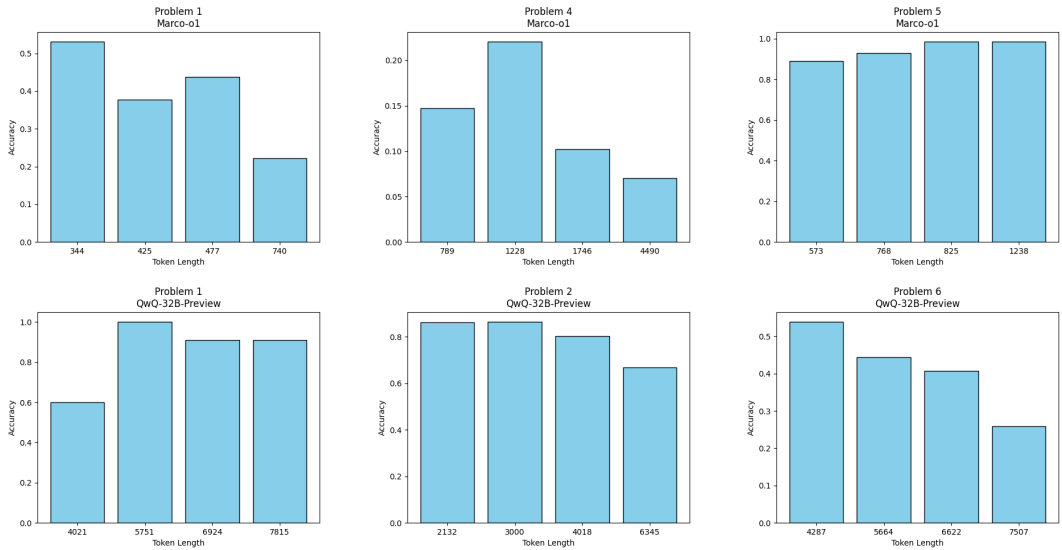 Problem 1
Marco-o1
Accuracy
0.5
0.4
0.3
0.2
0.1
0.0
344 425 477 740
Token Length
Problem 4
Marco-o1
Accuracy
0.20
0.15
0.10
0.05
0.00
789 1228 1746 4490
Token Length
Problem 5
Marco-o1
Accuracy
1.0
0.8
0.6
0.4
0.2
0.0
573 768 825 1238
Token Length
Problem 1
QwQ-32B-Preview
Accuracy
1.0
0.8
0.6
0.4
0.2
0.0
4021 5751 6924 7815
Token Length
Problem 2
QwQ-32B-Preview
Accuracy
0.8
0.6
0.4
0.2
0.0
2132 3000 4018 6345
Token Length
Problem 6
QwQ-32B-Preview
Accuracy
0.5
0.4
0.3
0.2
0.1
0.0
4287 5664 6622 7507
Token Length